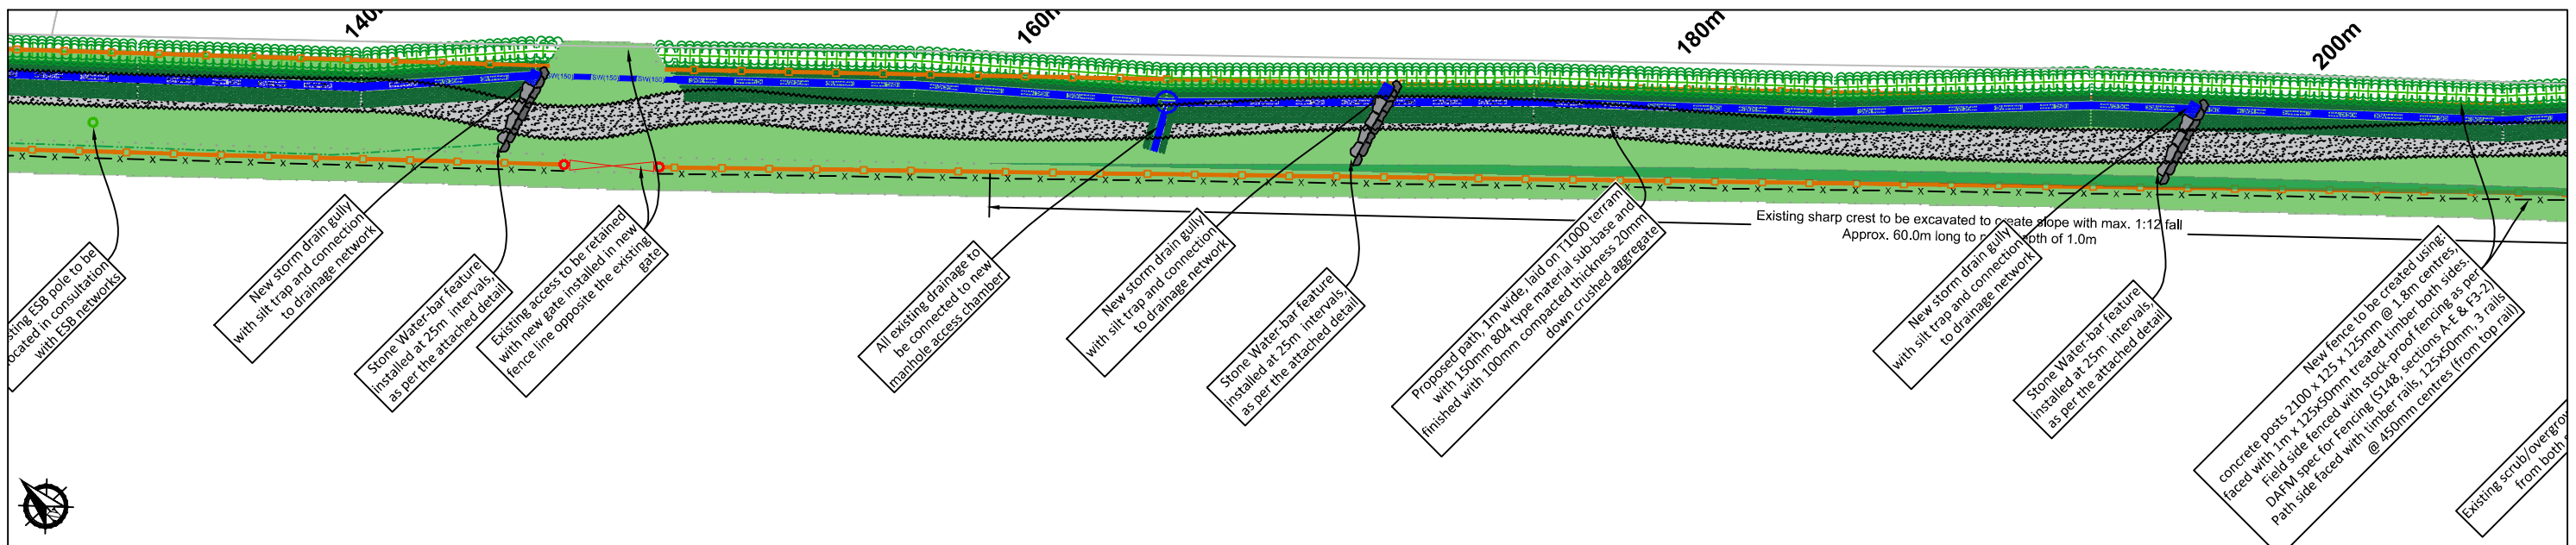 140m
160m
180m
200m
SW(150)
SW(150)
SW(150)
ESB pole to be
located in consultation
with ESB networks
New storm drain gully
with silt trap and connection
to drainage network
Stone Water-bar feature
installed at 25m intervals,
as per the attached detail
Existing access to be retained
with new gate installed in new
fence line opposite the existing
gate
All existing drainage to
be connected to new
manhole access chamber
New storm drain gully
with silt trap and connection
to drainage network
Stone Water-bar feature
installed at 25m intervals,
as per the attached detail
Proposed path, 1m wide, laid on T1000 terram
with 150mm 804 type material sub-base and
finished with 100mm compacted thickness 20mm
down crushed aggregate
Existing sharp crest to be excavated to create slope with max. 1:12 fall
Approx. 60.0m long to depth of 1.0m
New storm drain gully
with silt trap and connection
to drainage network
Stone Water-bar feature
installed at 25m intervals,
as per the attached detail
New fence to be created using:
concrete posts 2100 x 125 x 125mm @ 1.8m centres,
faced with 1m x 125x50mm treated timber both sides.
Field side fenced with stock-proof fencing as per
DAFM spec for Fencing (S148, sections A-E & F3-2)
Path side faced with timber rails, 125x50mm, 3 rails
@ 450mm centres (from top rail)
Existing scrub/overgro
from both